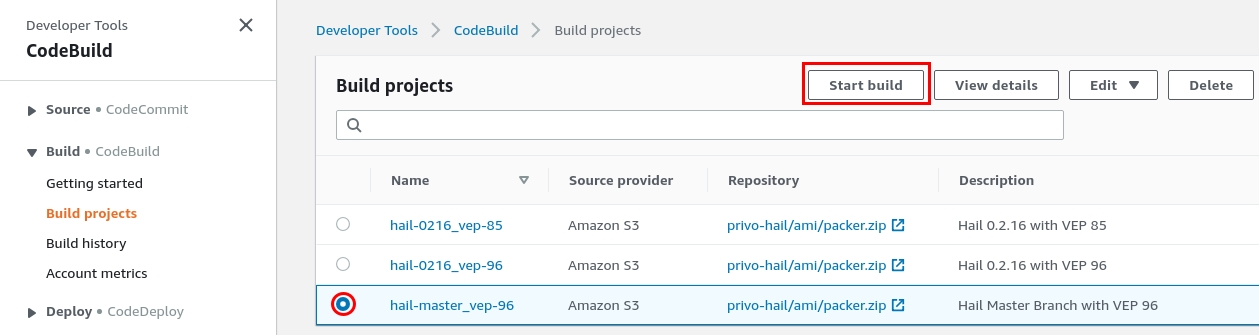 Developer Tools
CodeBuild
Source • CodeCommit
Build • CodeBuild
Getting started
Build projects
Build history
Account metrics
Deploy • CodeDeploy
Developer Tools > CodeBuild > Build projects
Build projects Start build View details Edit Delete
Name Source provider Repository Description
hail-0216_vep-85 Amazon S3 privo-hail/ami/packer.zip Hail 0.2.16 with VEP 85
hail-0216_vep-96 Amazon S3 privo-hail/ami/packer.zip Hail 0.2.16 with VEP 96
hail-master_vep-96 Amazon S3 privo-hail/ami/packer.zip Hail Master Branch with VEP 96